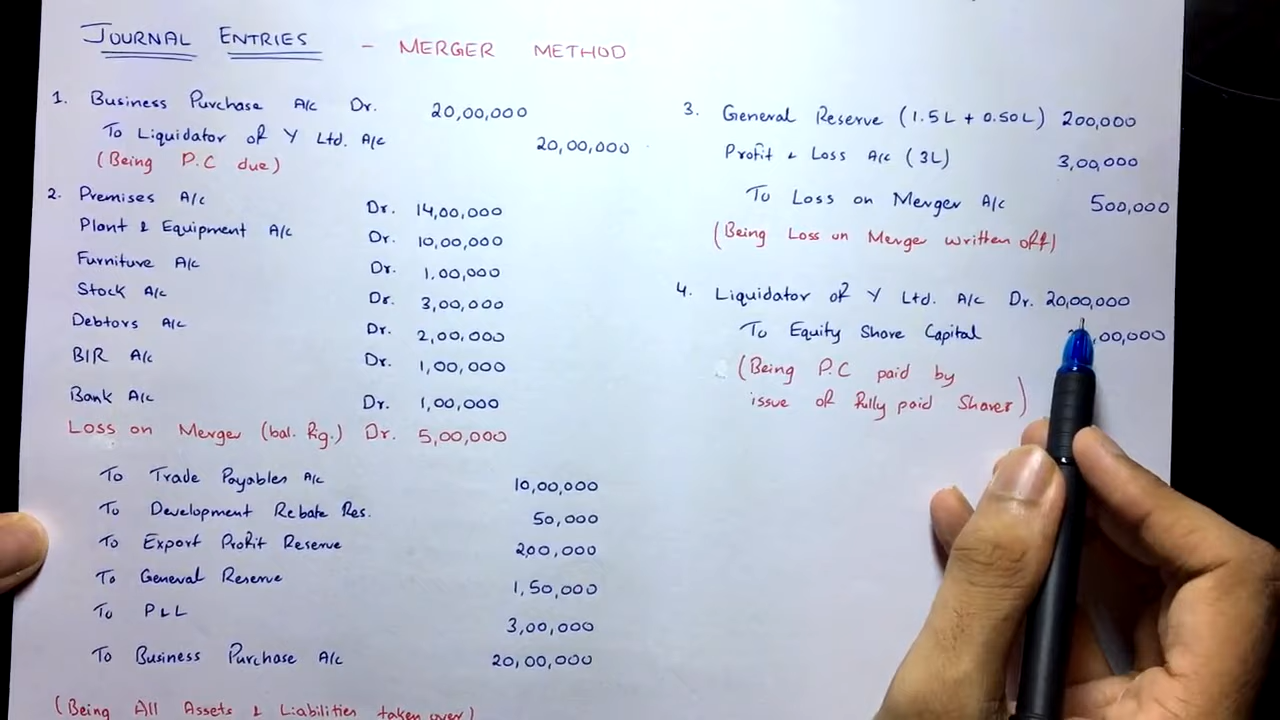 JOURNAL ENTRIES - MERGER METHOD
1. Business Purchase A/c Dr. 20,00,000
To Liquidator of Y Ltd. A/c 20,00,000
(Being P.C due)
2. Premises A/c Dr. 14,00,000
Plant & Equipment A/c Dr. 10,00,000
Furniture A/c Dr. 1,00,000
Stock A/c Dr. 3,00,000
Debtors A/c Dr. 2,00,000
B/R A/c Dr. 1,00,000
Bank A/c Dr. 1,00,000
Loss on Merger (bal. fig.) Dr. 5,00,000
To Trade Payables A/c 10,00,000
To Development Rebate Res. 50,000
To Export Profit Reserve 200,000
To General Reserve 1,50,000
To P&L 3,00,000
To Business Purchase A/c 20,00,000
(Being All Assets & Liabilities taken over)
3. General Reserve (1.5L + 0.50L) 200,000
Profit & Loss A/c (3L) 3,00,000
To Loss on Merger A/c 500,000
(Being Loss on Merger written off)
4. Liquidator of Y Ltd. A/c Dr. 20,00,000
To Equity Share Capital ,00,000
(Being P.C paid by
issue of fully paid Shares)